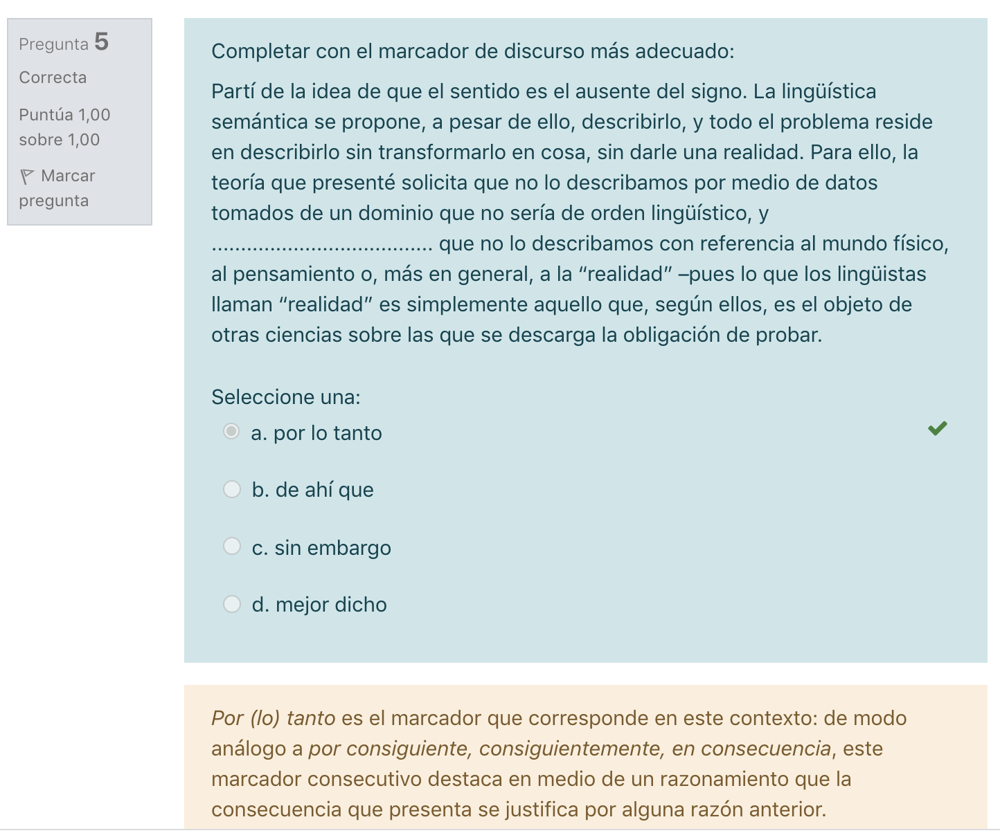 Pregunta 5
Correcta
Puntúa 1,00
sobre 1,00
Marcar
pregunta
Completar con el marcador de discurso más adecuado:
Partí de la idea de que el sentido es el ausente del signo. La lingüística
semántica se propone, a pesar de ello, describirlo, y todo el problema reside
en describirlo sin transformarlo en cosa, sin darle una realidad. Para ello, la
teoría que presenté solicita que no lo describamos por medio de datos
tomados de un dominio que no sería de orden lingüístico, y
...................................... que no lo describamos con referencia al mundo físico,
al pensamiento o, más en general, a la “realidad” –pues lo que los lingüistas
llaman “realidad” es simplemente aquello que, según ellos, es el objeto de
otras ciencias sobre las que se descarga la obligación de probar.
Seleccione una:
a. por lo tanto
b. de ahí que
c. sin embargo
d. mejor dicho
Por (lo) tanto es el marcador que corresponde en este contexto: de modo
análogo a por consiguiente, consiguientemente, en consecuencia, este
marcador consecutivo destaca en medio de un razonamiento que la
consecuencia que presenta se justifica por alguna razón anterior.